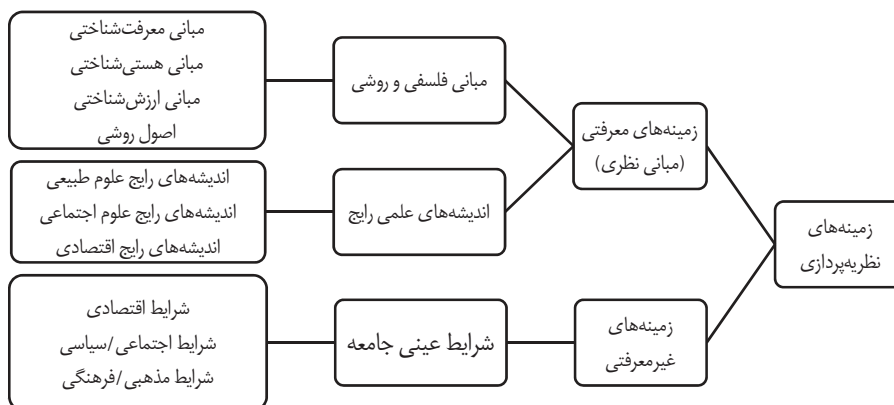 زمینه‌های
نظریه‌پردازی
زمینه‌های معرفتی
(مبانی نظری)
مبانی فلسفی و روشی
مبانی معرفت‌شناختی
مبانی هستی‌شناختی
مبانی ارزش‌شناختی
اصول روشی
اندیشه‌های علمی رایج
اندیشه‌های رایج علوم طبیعی
اندیشه‌های رایج علوم اجتماعی
اندیشه‌های رایج اقتصادی
زمینه‌های
غیرمعرفتی
شرایط عینی جامعه
شرایط اقتصادی
شرایط اجتماعی/سیاسی
شرایط مذهبی/فرهنگی